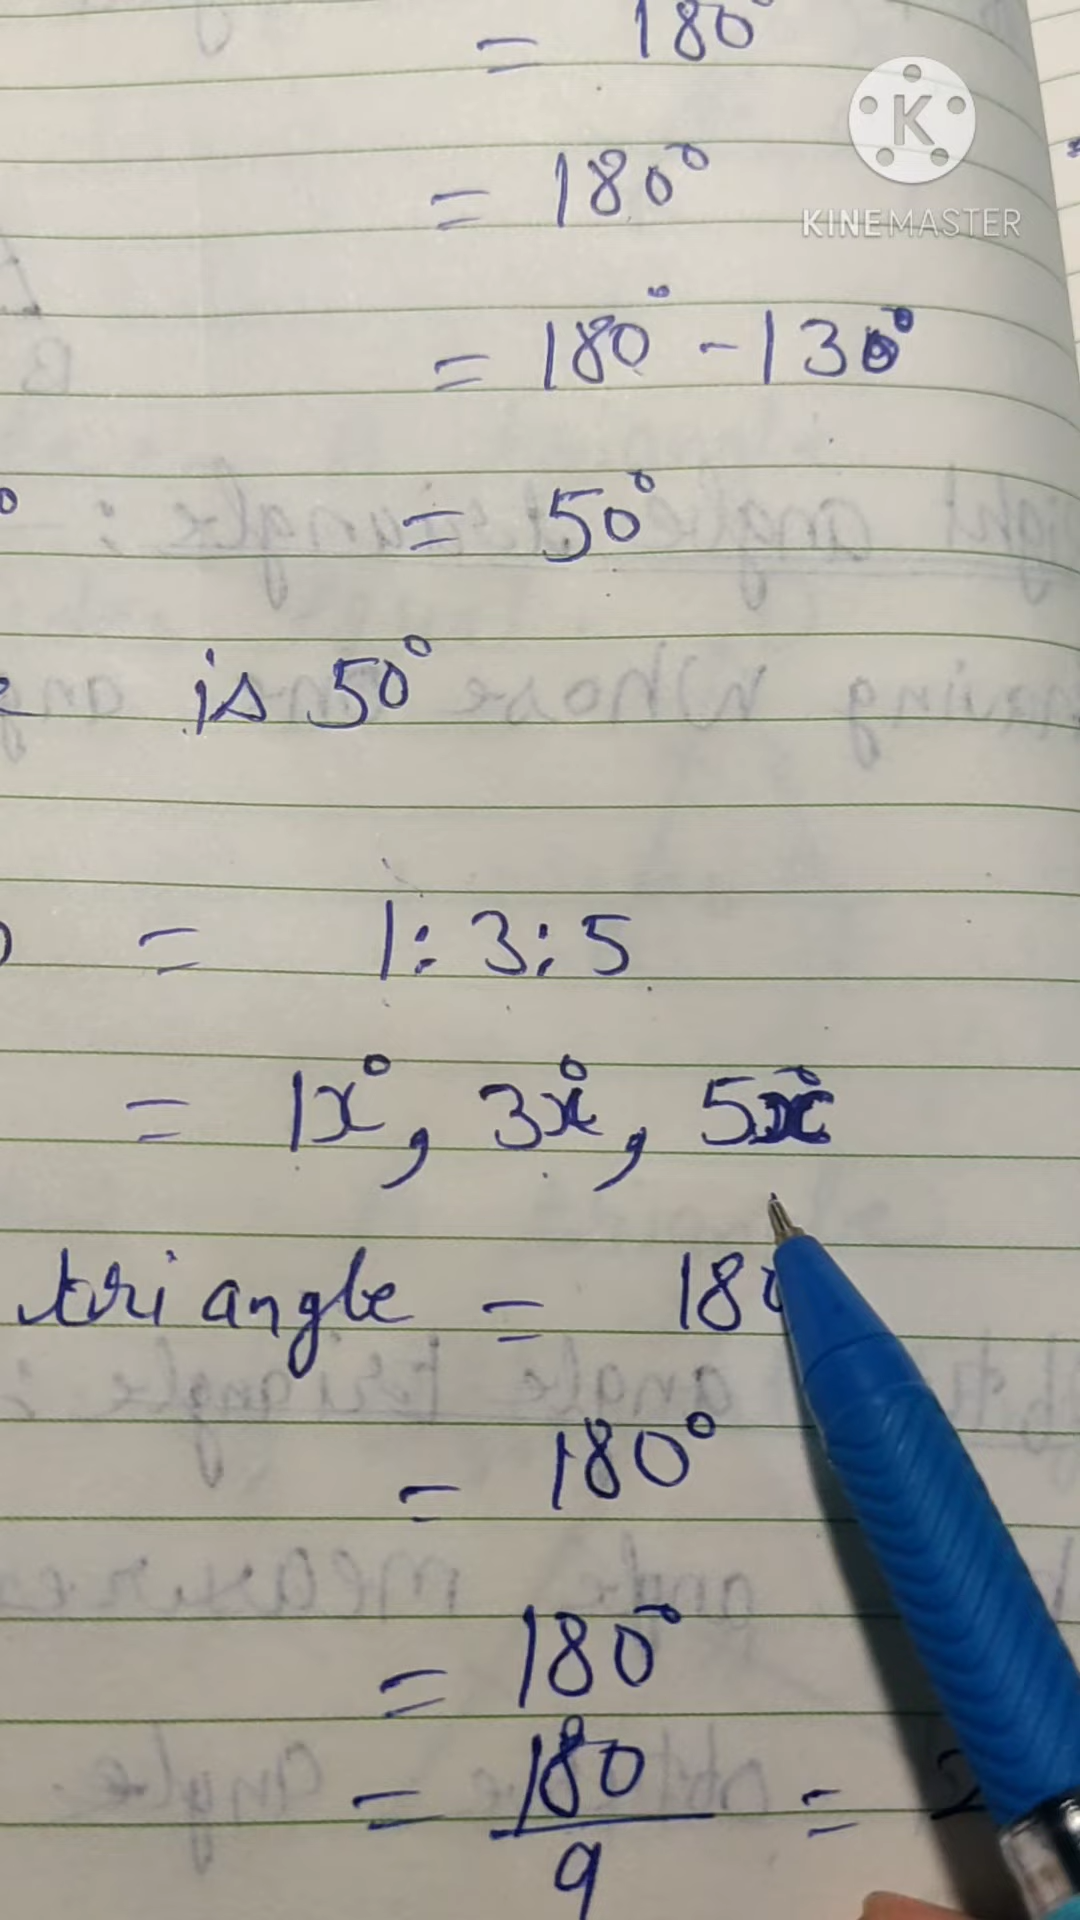 = 180°
K
KINEMASTER
= 180°
= 180° - 130°
= 50°
is 50°
= 1:3:5
= 1x°, 3x°, 5x°
triangle = 180
= 180°
= 180°
= 180/9 = 2